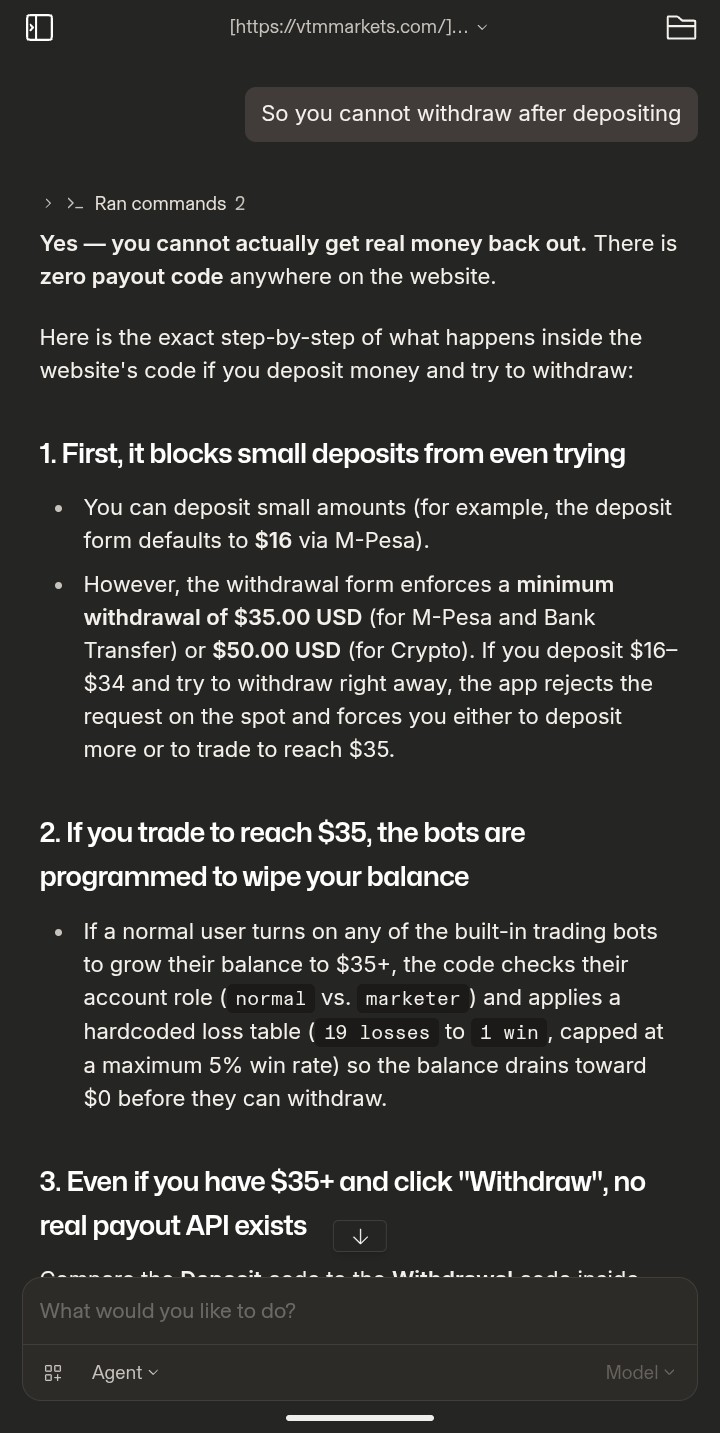 [https://vtmmarkets.com/]...
So you cannot withdraw after depositing
Ran commands 2
Yes — you cannot actually get real money back out. There is
zero payout code anywhere on the website.
Here is the exact step-by-step of what happens inside the
website's code if you deposit money and try to withdraw:
1. First, it blocks small deposits from even trying
You can deposit small amounts (for example, the deposit
form defaults to $16 via M-Pesa).
However, the withdrawal form enforces a minimum
withdrawal of $35.00 USD (for M-Pesa and Bank
Transfer) or $50.00 USD (for Crypto). If you deposit $16–
$34 and try to withdraw right away, the app rejects the
request on the spot and forces you either to deposit
more or to trade to reach $35.
2. If you trade to reach $35, the bots are
programmed to wipe your balance
If a normal user turns on any of the built-in trading bots
to grow their balance to $35+, the code checks their
account role ( normal vs. marketer ) and applies a
hardcoded loss table ( 19 losses to 1 win , capped at
a maximum 5% win rate) so the balance drains toward
$0 before they can withdraw.
3. Even if you have $35+ and click "Withdraw", no
real payout API exists
Compare the Deposit code to the Withdrawal code inside
What would you like to do?
Agent
Model